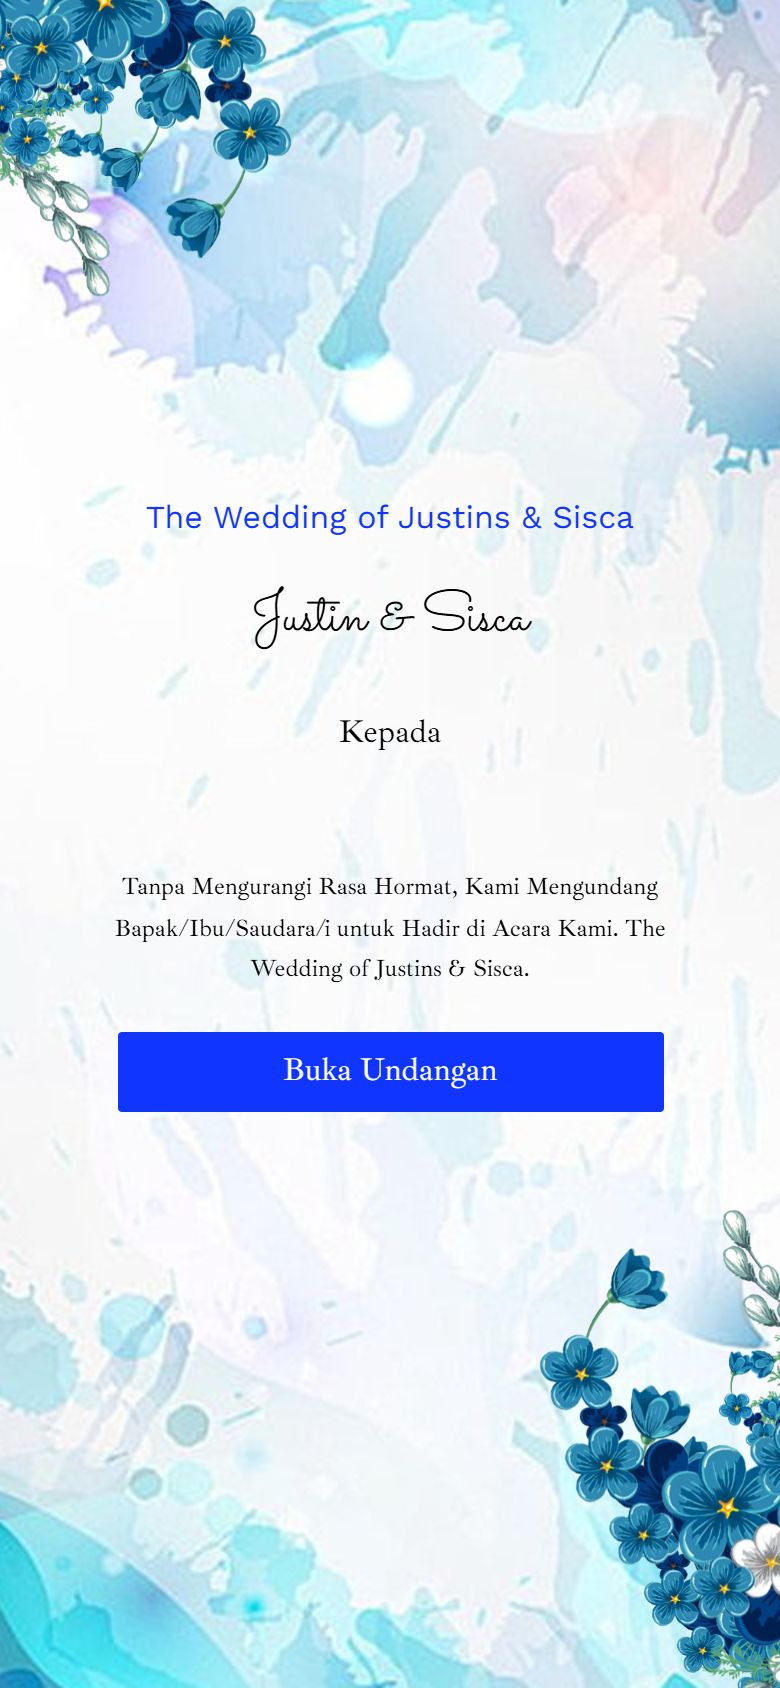 The Wedding of Justins & Sisca
Justin & Sisca
Kepada
Tanpa Mengurangi Rasa Hormat, Kami Mengundang
Bapak/Ibu/Saudara/i untuk Hadir di Acara Kami. The
Wedding of Justins & Sisca.
Buka Undangan